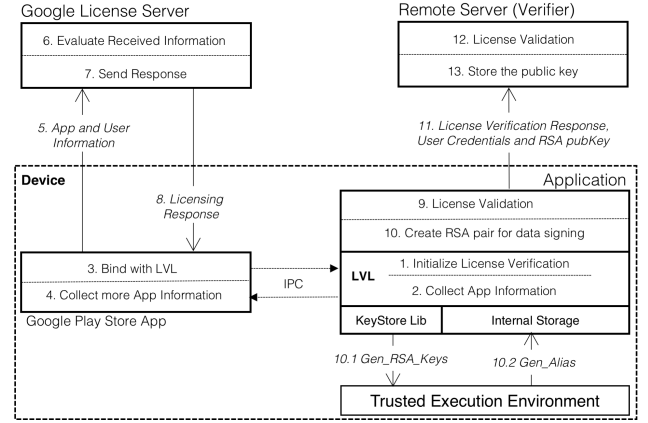 Google License Server
6. Evaluate Received Information
7. Send Response
Remote Server (Verifier)
12. License Validation
13. Store the public key
5. App and User
Information
11. License Verification Response,
User Credentials and RSA pubKey
Device
8. Licensing
Response
Application
9. License Validation
10. Create RSA pair for data signing
3. Bind with LVL
4. Collect more App Information
Google Play Store App
IPC
LVL
1. Initialize License Verification
2. Collect App Information
KeyStore Lib
Internal Storage
10.1 Gen_RSA_Keys
10.2 Gen_Alias
Trusted Execution Environment